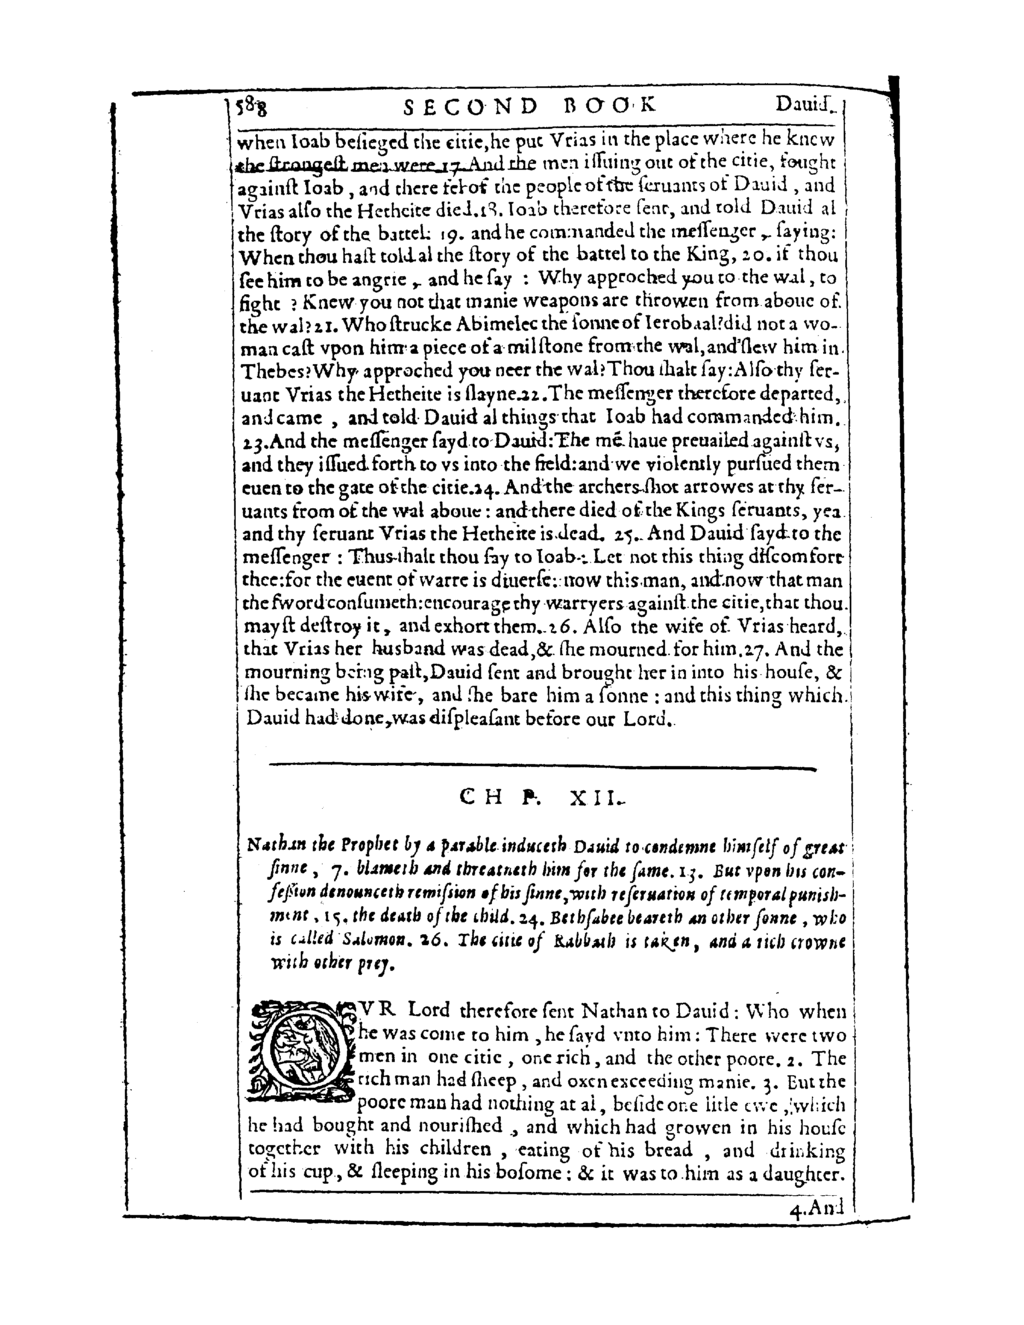 588 SECOND BOOK Dauid.
when Ioab beſieged the citie,he put Vrias in the place where he knew
the ſtrongeſt men were.17.And the men iſſuing out of the citie, fought
againſt Ioab , and there fel of the people of the ſeruants of Dauid , and
Vrias alſo the Hetheite died.18. Ioab therefore ſent, and told Dauid al
the ſtory of the battel: 19. and he commanded the meſſenger , ſaying:
When thou haſt told al the ſtory of the battel to the King, 20. if thou
ſee him to be angrie , and he ſay : Why approched you to the wal , to
fight ? Knew you not that manie weapons are throwen from aboue of
the wal? 21. Who ſtrucke Abimelec the ſonne of Ierobaal?did not a wo-
man caſt vpon him a piece of a milſtone from the wal,and ſlew him in
Thebes?Why approched you neer the wal?Thou ſhalt ſay:Alſo thy ſer-
uant Vrias the Hetheite is ſlayne.22.The meſſenger therefore departed,
and came , and told Dauid al things that Ioab had commanded him.
23.And the meſſenger ſayd to Dauid:The mē haue preuailed againſt vs,
and they iſſued forth to vs into the field:and we violently purſued them
euen to the gate of the citie.24. And the archers ſhot arrowes at thy ſer-
uants from of the wal aboue : and there died of the Kings ſeruants, yea
and thy ſeruant Vrias the Hetheite is dead. 25. And Dauid ſayd to the
meſſenger : Thus ſhalt thou ſay to Ioab : Let not this thing diſcomfort
thee:for the euent of warre is diuerſe: now this man, and now that man
the ſword conſumeth:encourage thy warryers againſt the citie,that thou
mayſt deſtroy it, and exhort them. 26. Alſo the wife of Vrias heard,
that Vrias her husband was dead,& ſhe mourned for him.27. And the
mourning being paſt,Dauid ſent and brought her in into his houſe, &
ſhe became his wife, and ſhe bare him a ſonne : and this thing which
Dauid had done,was diſpleaſant before our Lord.
CHP. XII.
Nathan the Prophet by a parable induceth Dauid to condemne himſelf of great
ſinne , 7. blameth and threatneth him for the ſame. 13. But vpon his con-
feſſion denounceth remiſsion of his ſinne,with reſeruation of temporal punish-
ment , 15. the death of the child. 24. Bethſabee beareth an other ſonne , who
is called Salomon. 26. The citie of Rabbath is taken, and a rich crowne
with other prey.
OVR Lord therefore ſent Nathan to Dauid : Who when
he was come to him , he ſayd vnto him : There were two
men in one citie , one rich , and the other poore. 2. The
rich man had ſheep , and oxen exceeding manie. 3. But the
poore man had nothing at al , beſide one litle ewe , which
he had bought and nouriſhed , and which had growen in his houſe
together with his children , eating of his bread , and drinking
of his cup, & ſleeping in his boſome : & it was to him as a daughter.
4.And